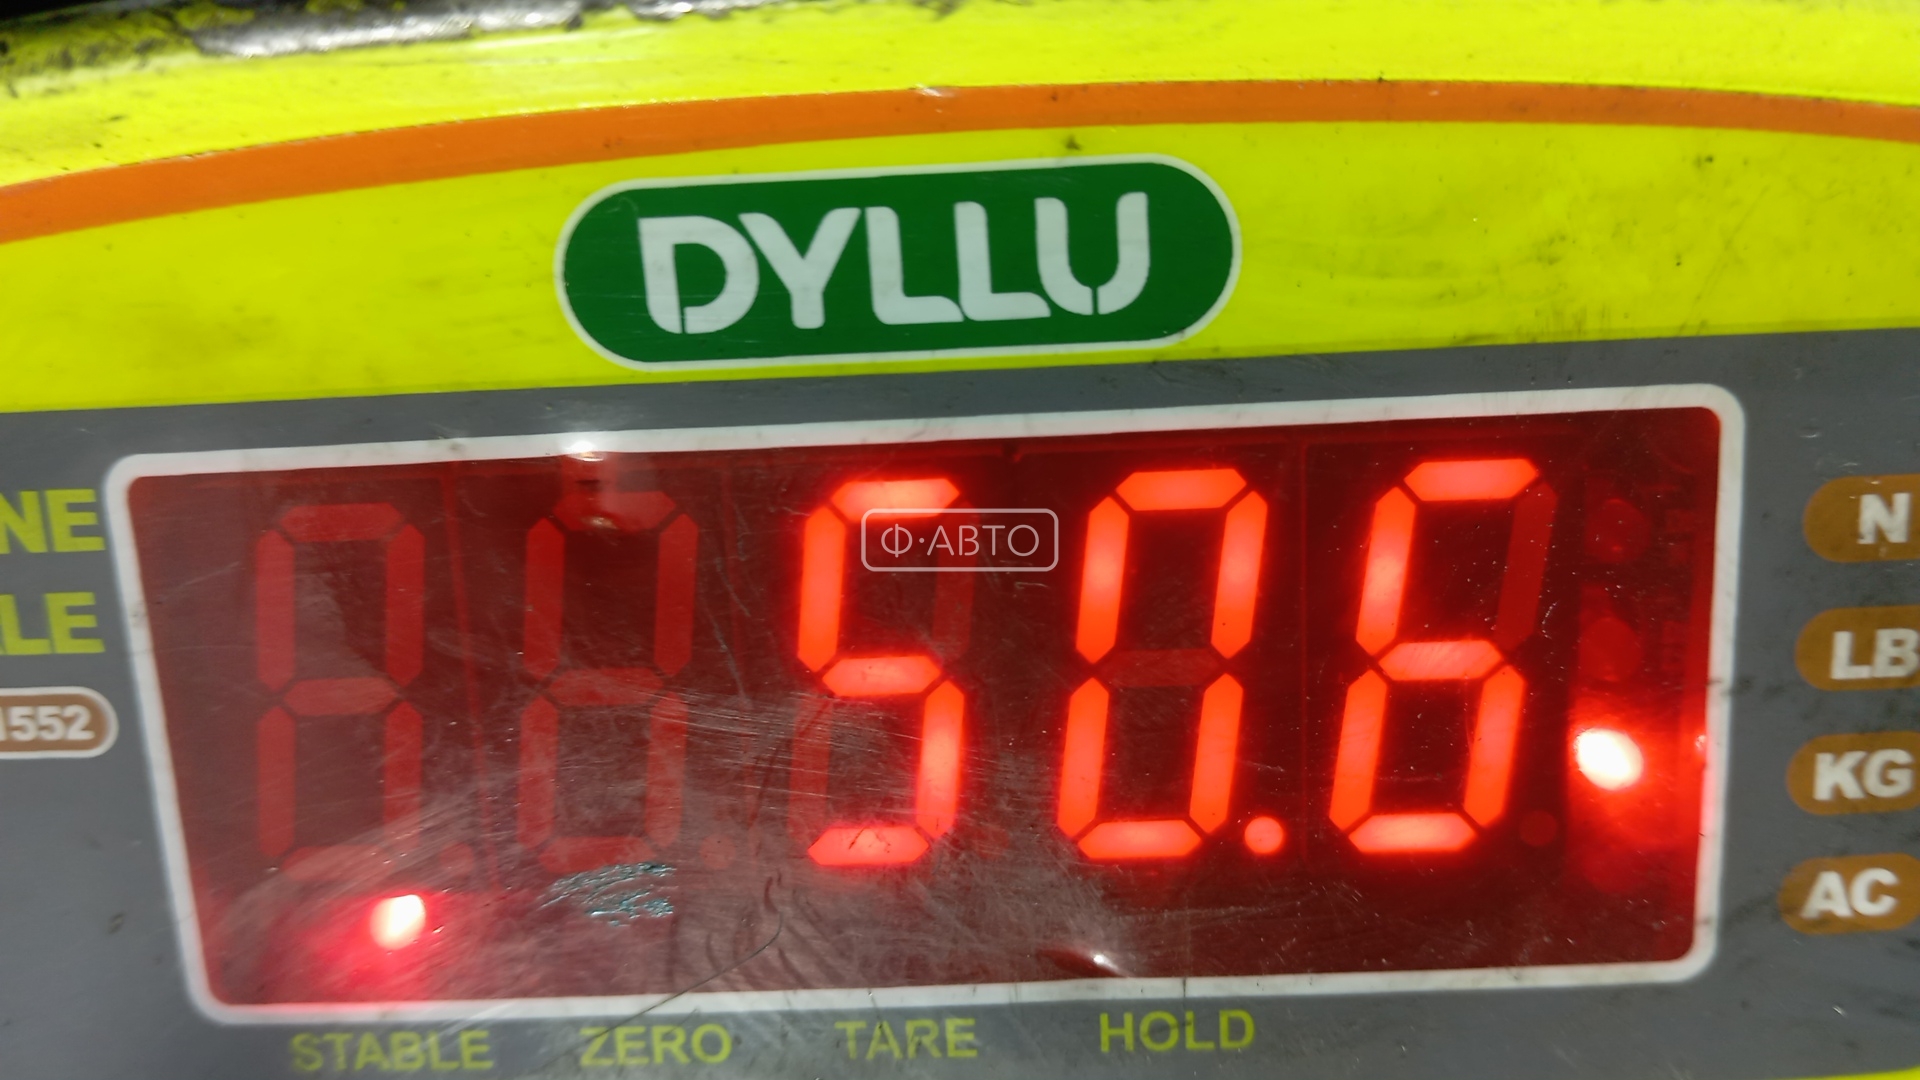 DYLLU
NE
LE
1552
50.6
Ф·АВТО
N
LB
KG
AC
STABLE ZERO TARE HOLD